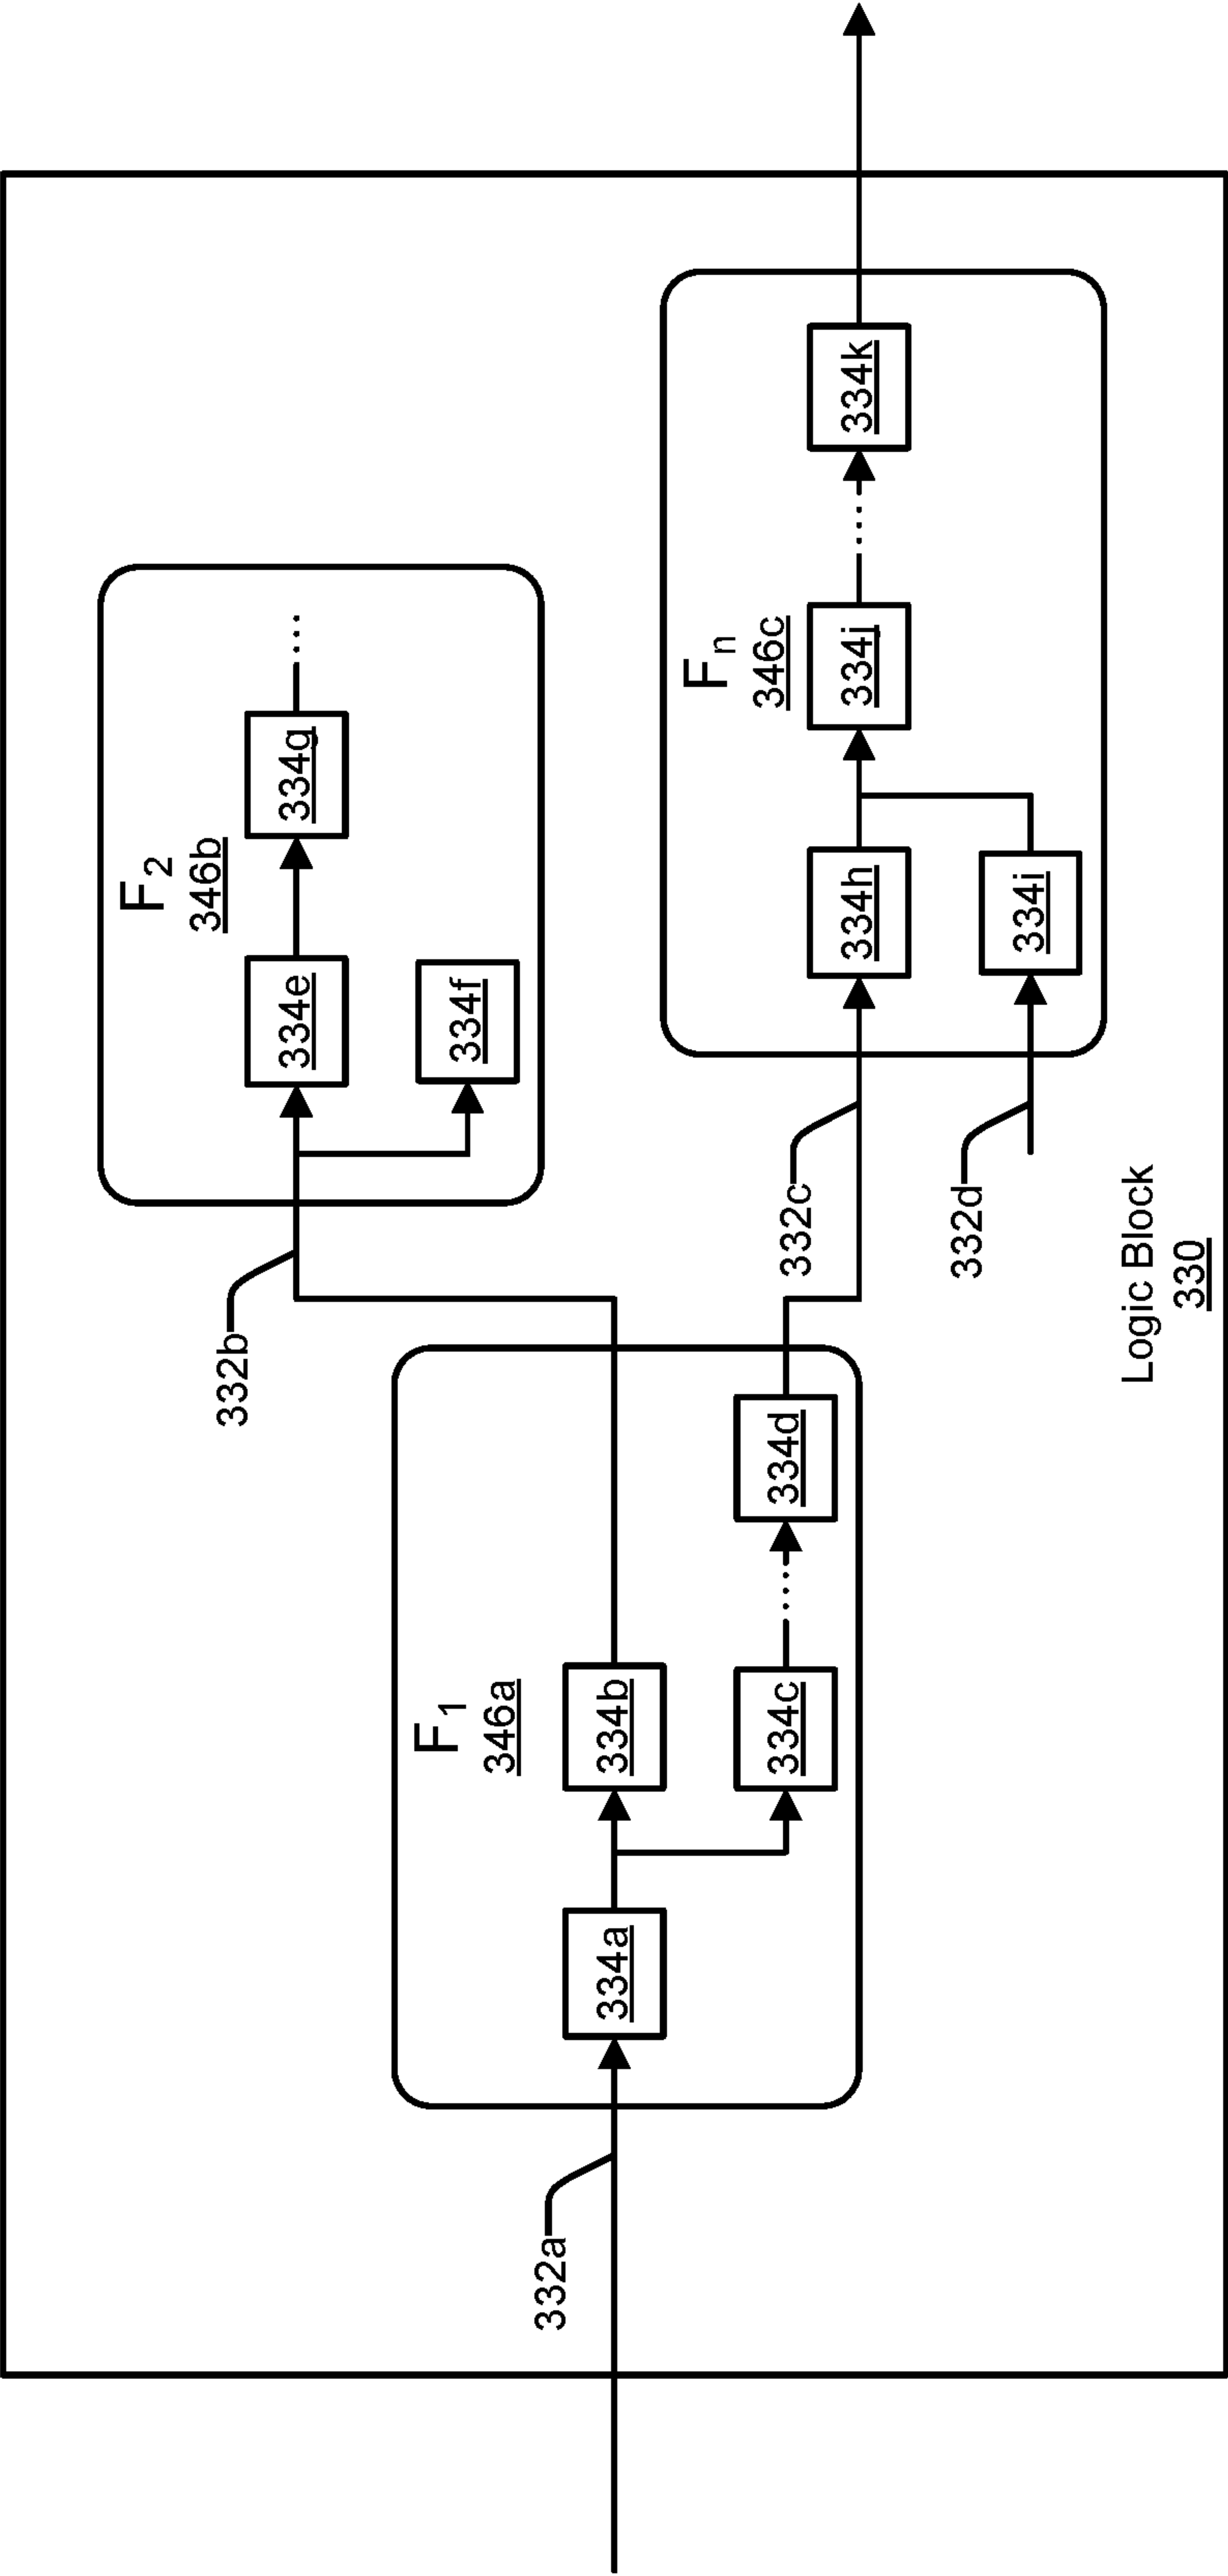 F2
346b
332b
334e
334g
334f
F1
346a
332a
334a
334b
334c
......
334d
Fn
346c
332c
334h
334j
...
334k
332d
334i
Logic Block
330